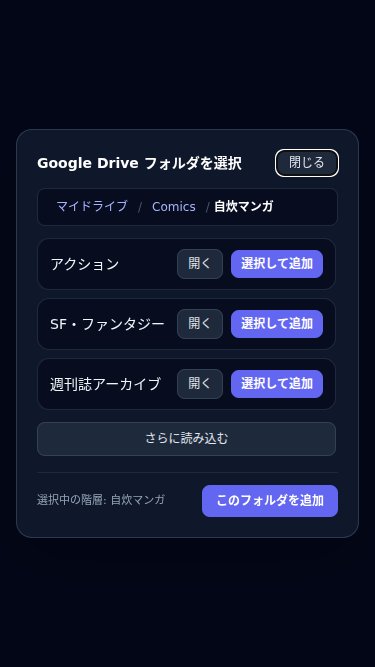 Google Drive フォルダを選択 閉じる
マイドライブ / Comics / 自炊マンガ
アクション 開く 選択して追加
SF・ファンタジー 開く 選択して追加
週刊誌アーカイブ 開く 選択して追加
さらに読み込む
選択中の階層: 自炊マンガ このフォルダを追加